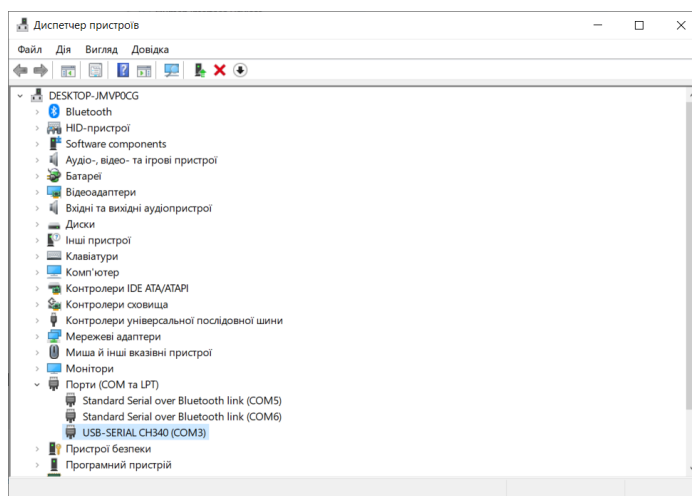 Диспетчер пристроїв
Файл Дія Вигляд Довідка
DESKTOP-JMVP0CG
Bluetooth
HID-пристрої
Software components
Аудіо-, відео- та ігрові пристрої
Батареї
Відеоадаптери
Вхідні та вихідні аудіопристрої
Диски
Інші пристрої
Клавіатури
Комп'ютер
Контролери IDE ATA/ATAPI
Контролери сховища
Контролери універсальної послідовної шини
Мережеві адаптери
Миша й інші вказівні пристрої
Монітори
Порти (COM та LPT)
Standard Serial over Bluetooth link (COM5)
Standard Serial over Bluetooth link (COM6)
USB-SERIAL CH340 (COM3)
Пристрої безпеки
Програмний пристрій